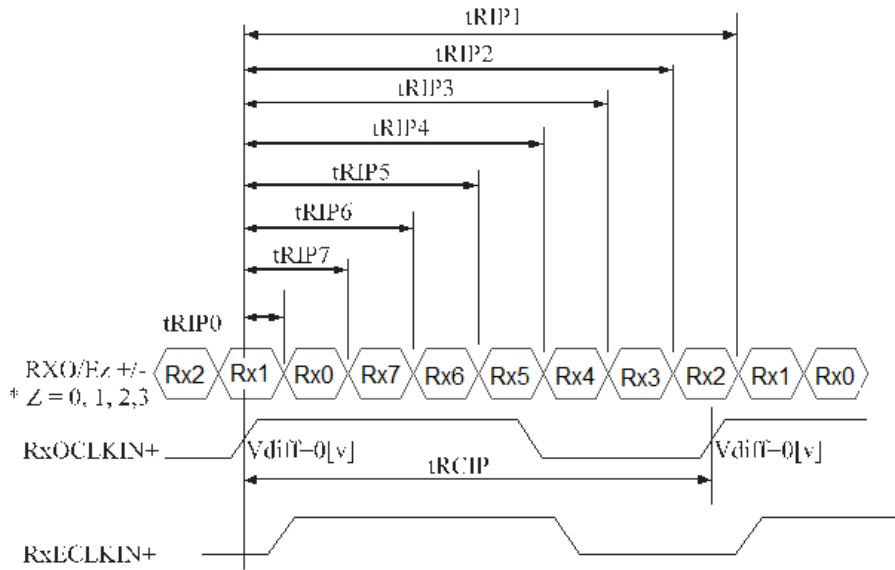 tRIP1
tRIP2
tRIP3
tRIP4
tRIP5
tRIP6
tRIP7
tRIP0
RXO/Ez +/-
* Z = 0, 1, 2,3
Rx2 Rx1 Rx0 Rx7 Rx6 Rx5 Rx4 Rx3 Rx2 Rx1 Rx0
RxOCLKIN+
Vdiff=0[v] Vdiff=0[v]
tRCIP
RxECLKIN+